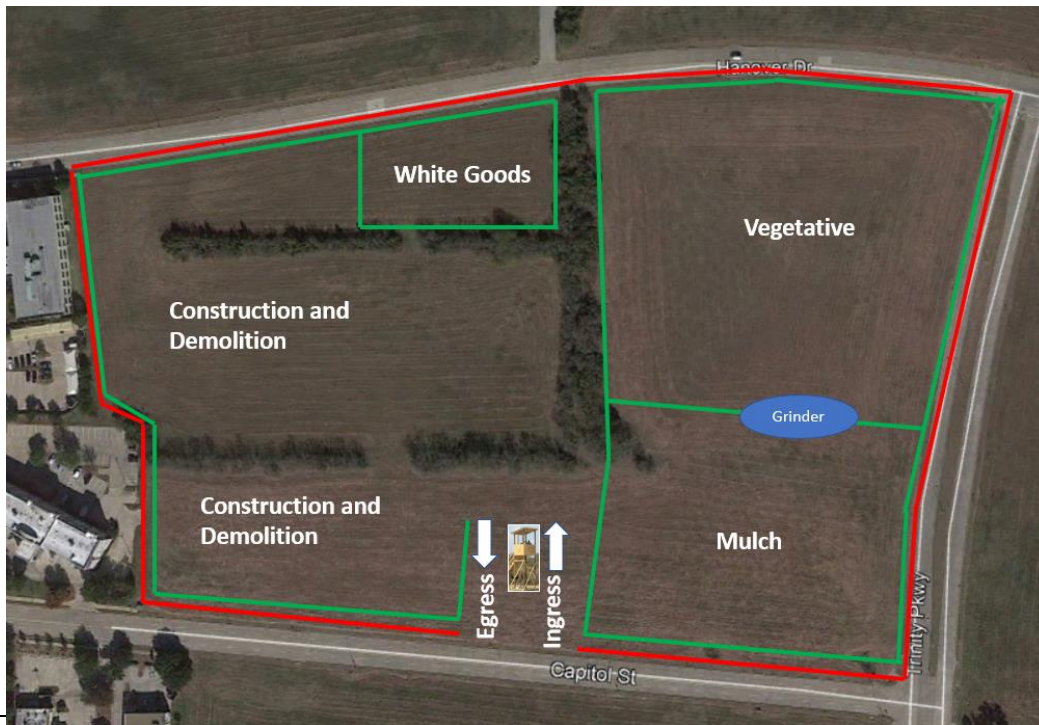 Hanover Dr
White Goods
Vegetative
Construction and
Demolition
Grinder
Construction and
Demolition
Mulch
Egress
Ingress
Trinity Pkwy
Capitol St